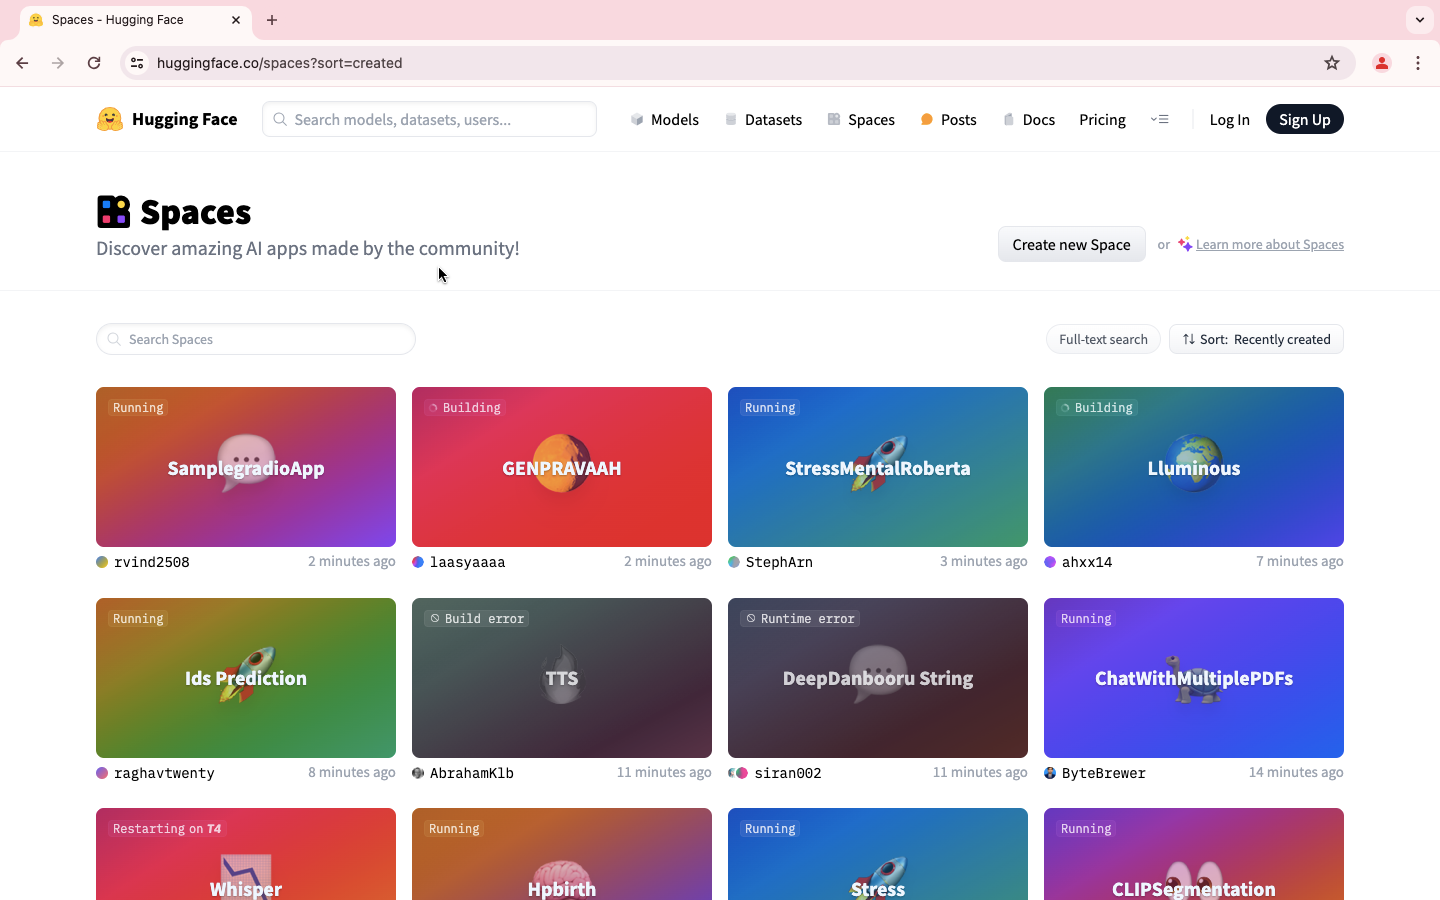 Spaces - Hugging Face
huggingface.co/spaces?sort=created
Hugging Face
Search models, datasets, users...
Models
Datasets
Spaces
Posts
Docs
Pricing
Log In
Sign Up
Spaces
Discover amazing AI apps made by the community!
Create new Space
or
Learn more about Spaces
Search Spaces
Full-text search
Sort: Recently created
Running
SamplegradioApp
rvind2508
2 minutes ago
Building
GENPRAVAAH
laasyaaaa
2 minutes ago
Running
StressMentalRoberta
StephArn
3 minutes ago
Building
Lluminous
ahxx14
7 minutes ago
Running
Ids Prediction
raghavtwenty
8 minutes ago
Build error
TTS
AbrahamKlb
11 minutes ago
Runtime error
DeepDanbooru String
siran002
11 minutes ago
Running
ChatWithMultiplePDFs
ByteBrewer
14 minutes ago
Restarting on T4
Whisper
Running
Hpbirth
Running
Stress
Running
CLIPSegmentation